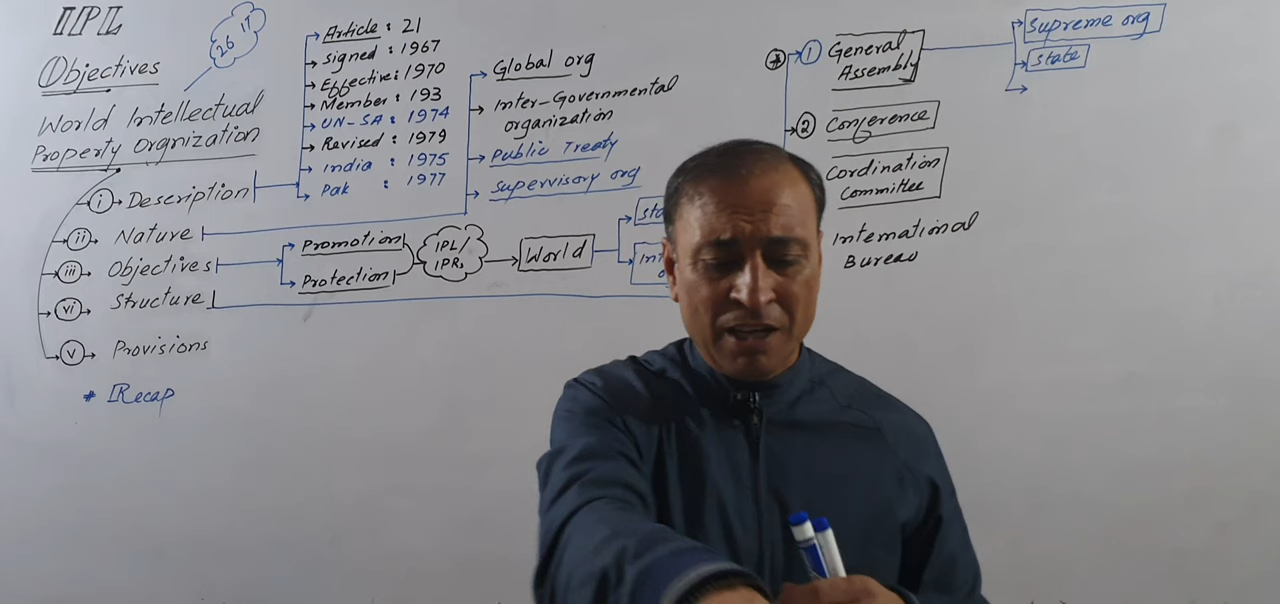 IPL
Objectives
26 IT
World Intellectual
Property Orgnization
i Description
ii Nature
iii Objectives
vi Structure
v Provisions
* Recap
Article : 21
Signed : 1967
Effective : 1970
Member : 193
UN-SA : 1974
Revised : 1979
India : 1975
Pak : 1977
Global org
Inter-Governmental
organization
Public Treaty
Supervisory org
Promotion
Protection
IPL/
IPRs
World
* 1 General
Assembly
2 Conference
Cordination
Committee
International
Bureau
Supreme org
State